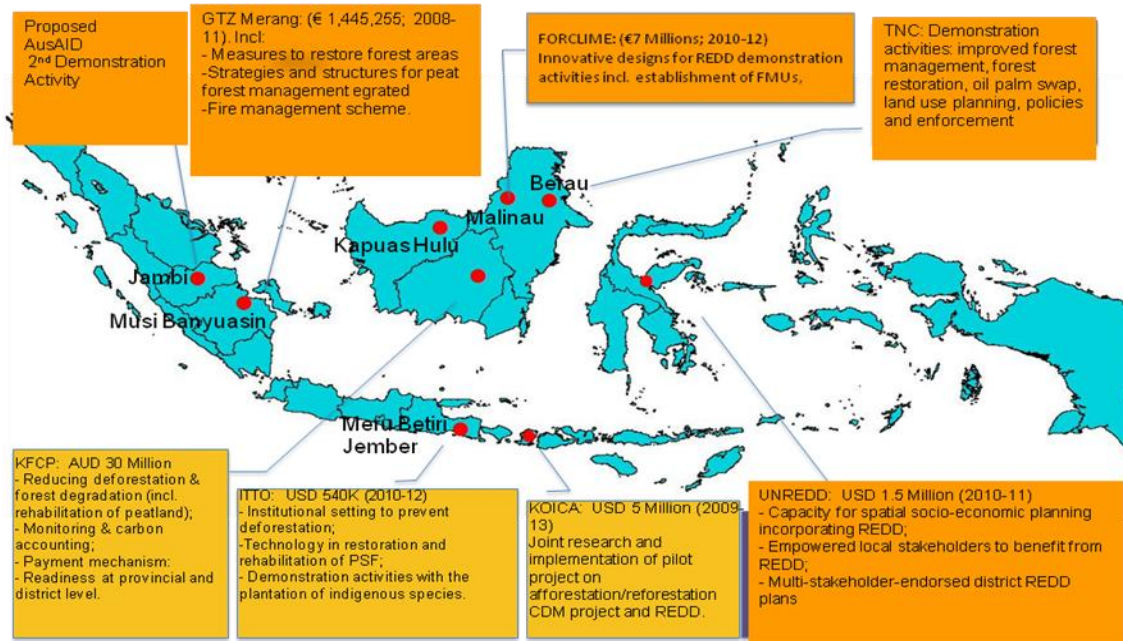 Proposed
AusAID
2nd Demonstration
Activity
GTZ Merang: (€ 1,445,255; 2008-
11). Incl:
- Measures to restore forest areas
-Strategies and structures for peat
forest management egrated
-Fire management scheme.
FORCLIME: (€7 Millions; 2010-12)
Innovative designs for REDD demonstration
activities incl. establishment of FMUs,
TNC: Demonstration
activities: improved forest
management, forest
restoration, oil palm swap,
land use planning, policies
and enforcement
Berau
Malinau
Kapuas Hulu
Jambi
Musi Banyuasin
Meru Betiri
Jember
KFCP: AUD 30 Million
- Reducing deforestation &
forest degradation (incl.
rehabilitation of peatland);
- Monitoring & carbon
accounting;
- Payment mechanism:
- Readiness at provincial and
district level.
ITTO: USD 540K (2010-12)
- Institutional setting to prevent
deforestation;
-Technology in restoration and
rehabilitation of PSF;
- Demonstration activities with the
plantation of indigenous species.
KOICA: USD 5 Million (2009-
13)
Joint research and
implementation of pilot
project on
afforestation/reforestation
CDM project and REDD.
UNREDD: USD 1.5 Million (2010-11)
- Capacity for spatial socio-economic planning
incorporating REDD;
- Empowered local stakeholders to benefit from
REDD;
- Multi-stakeholder-endorsed district REDD
plans